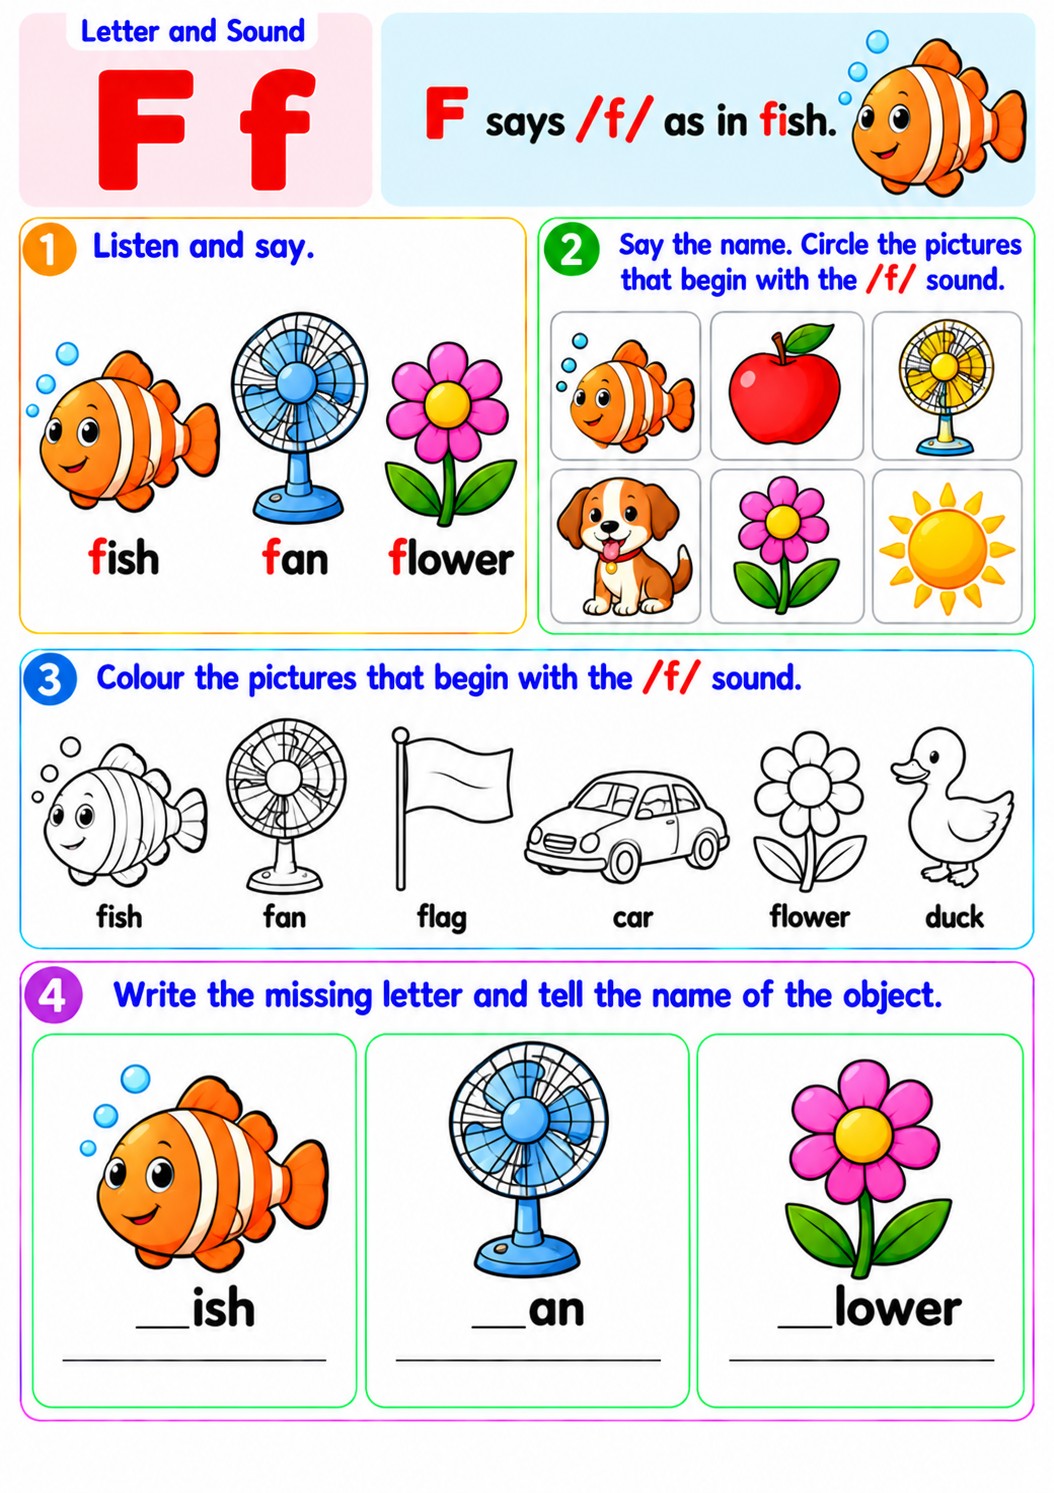 Letter and Sound
F f
F says /f/ as in fish.
1 Listen and say.
fish fan flower
2 Say the name. Circle the pictures
that begin with the /f/ sound.
3 Colour the pictures that begin with the /f/ sound.
fish fan flag car flower duck
4 Write the missing letter and tell the name of the object.
__ish __an __lower